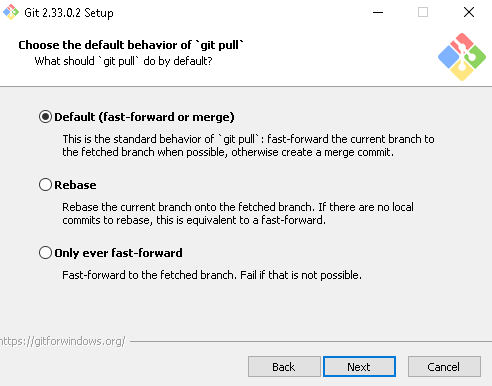 Git 2.33.0.2 Setup
Choose the default behavior of `git pull`
What should `git pull` do by default?
Default (fast-forward or merge)
This is the standard behavior of `git pull`: fast-forward the current branch to
the fetched branch when possible, otherwise create a merge commit.
Rebase
Rebase the current branch onto the fetched branch. If there are no local
commits to rebase, this is equivalent to a fast-forward.
Only ever fast-forward
Fast-forward to the fetched branch. Fail if that is not possible.
https://gitforwindows.org/
Back
Next
Cancel